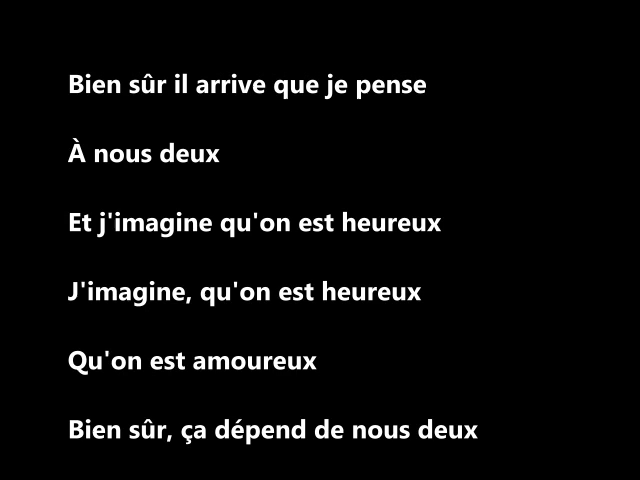 Bien sûr il arrive que je pense
À nous deux
Et j'imagine qu'on est heureux
J'imagine, qu'on est heureux
Qu'on est amoureux
Bien sûr, ça dépend de nous deux